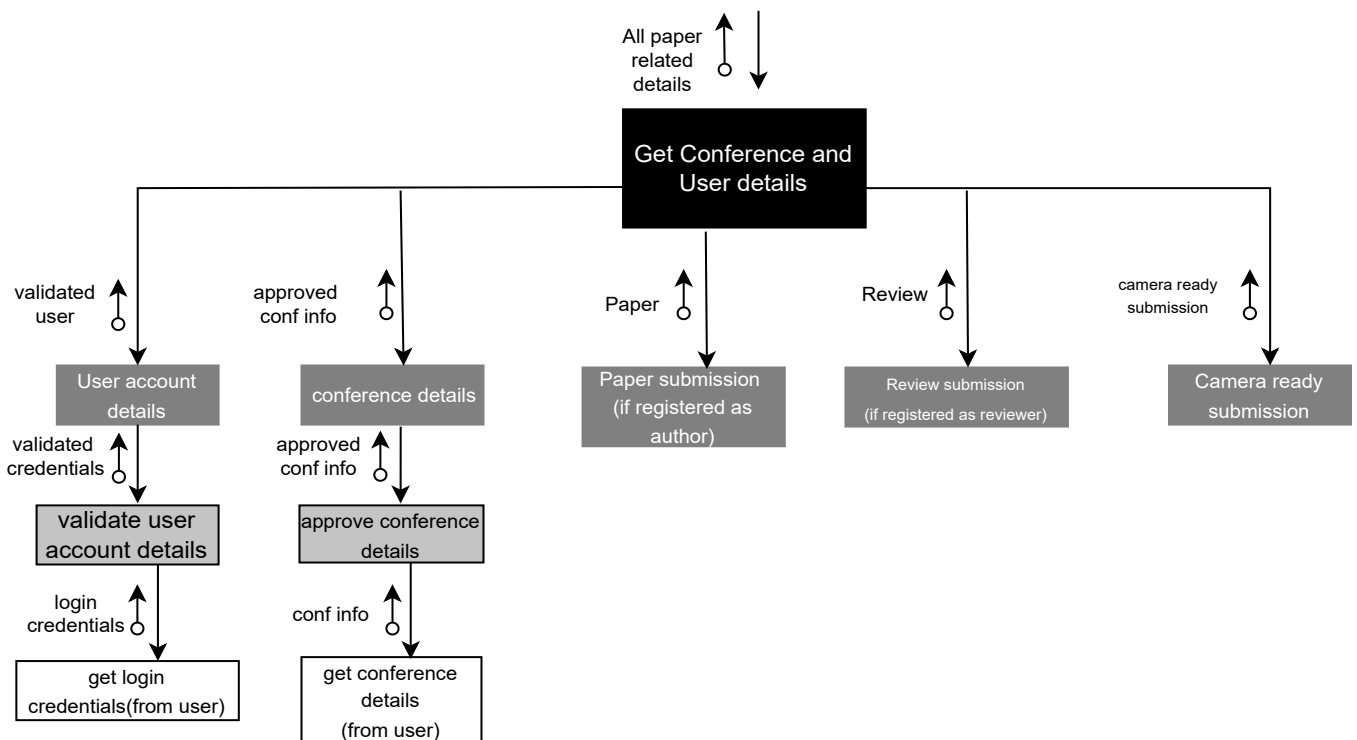 All paper
related
details
Get Conference and
User details
validated
user
approved
conf info
Paper
Review
camera ready
submission
User account
details
conference details
Paper submission
(if registered as
author)
Review submission
(if registered as reviewer)
Camera ready
submission
validated
credentials
approved
conf info
validate user
account details
approve conference
details
login
credentials
conf info
get login
credentials(from user)
get conference
details
(from user)